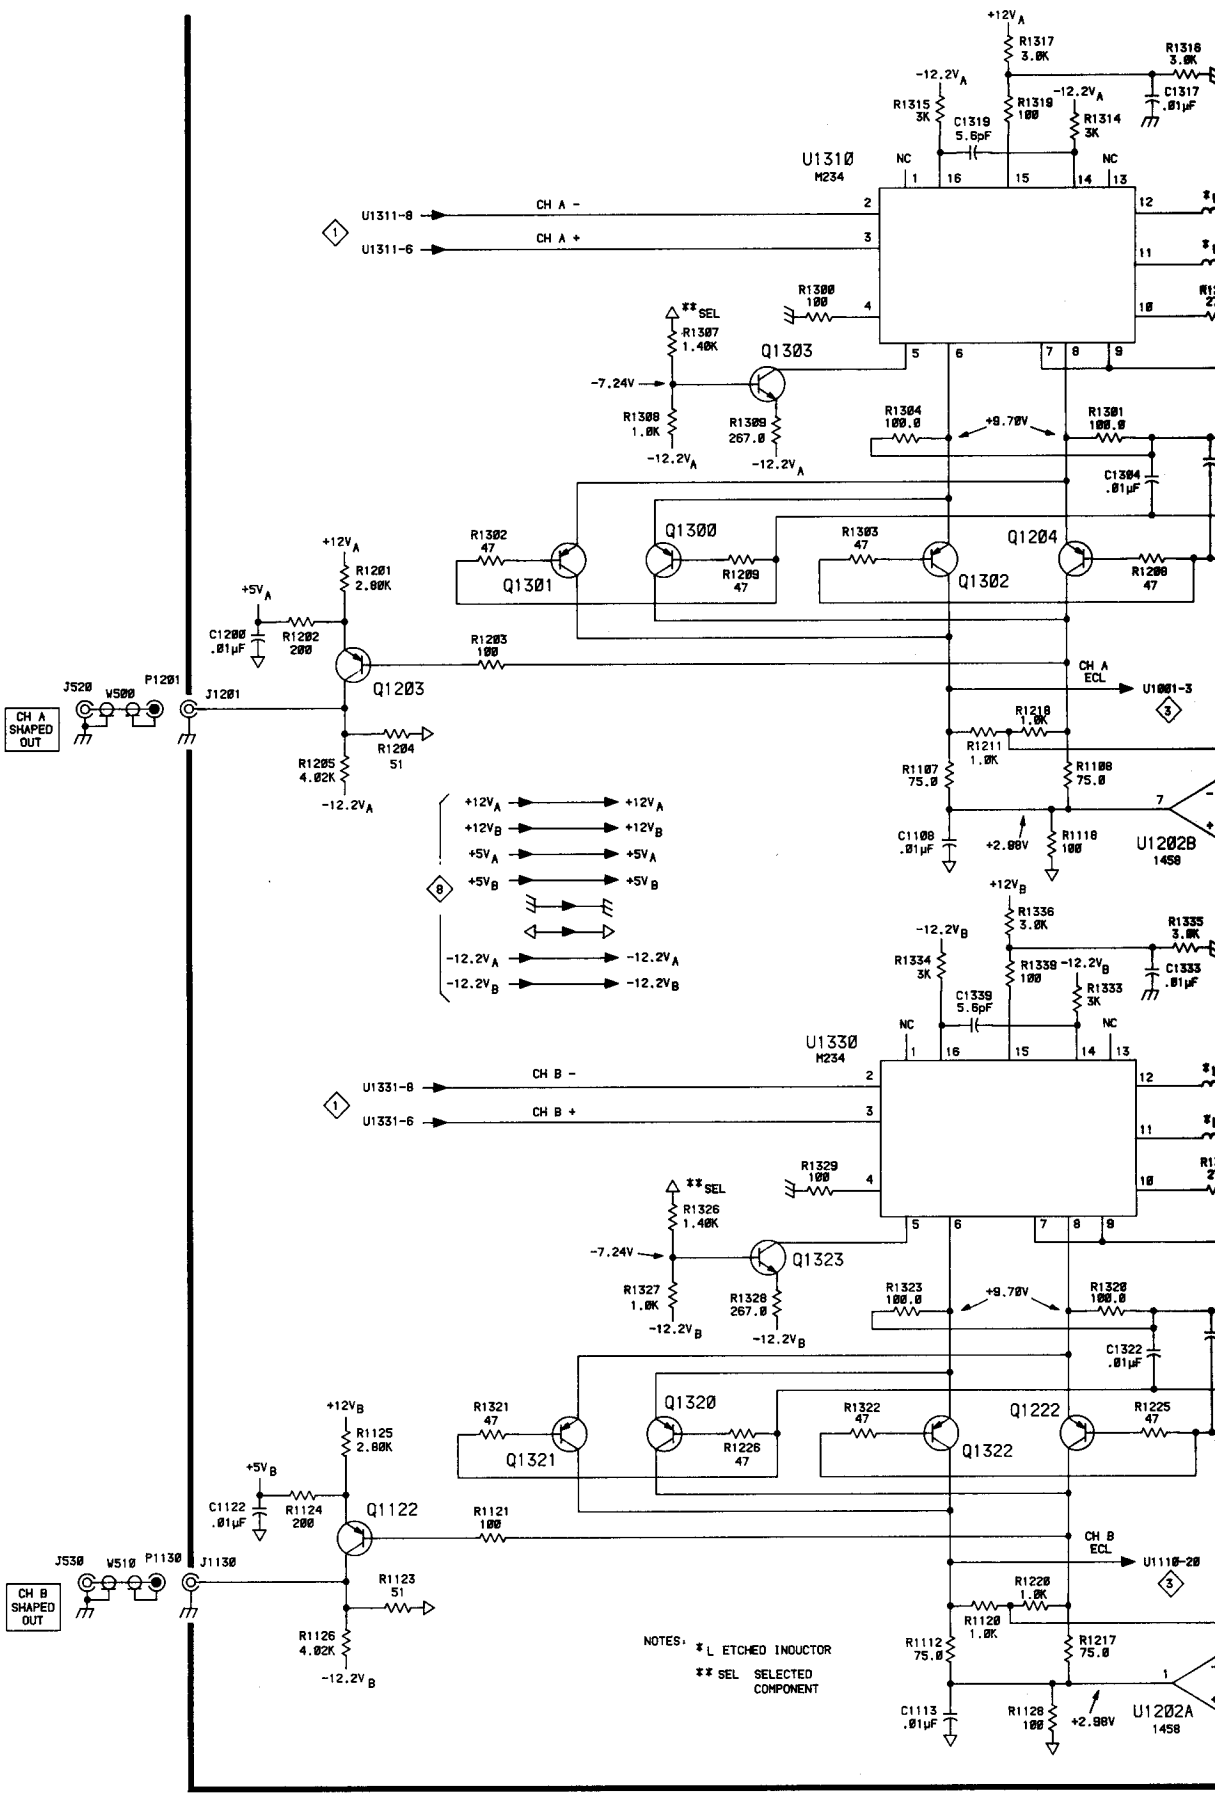 +12VA
R1317
3.0K
R1316
3.0K
-12.2VA
R1315
3K
C1319
5.6pF
R1319
100
-12.2VA
R1314
3K
C1317
.01µF
U1310
M234
NC
1
16
15
14
NC
13
U1311-8
CH A -
2
12
*L
1
U1311-6
CH A +
3
11
*L
R1300
100
4
10
** SEL
R1307
1.40K
5
6
7
8
9
Q1303
-7.24V
R1308
1.0K
-12.2VA
R1309
267.0
-12.2VA
R1304
100.0
+9.70V
R1301
100.0
C1304
.01µF
R1302
47
Q1301
Q1300
R1209
47
R1303
47
Q1302
Q1204
R1208
47
+12VA
R1201
2.80K
+5VA
C1200
.01µF
R1202
200
R1203
100
Q1203
CH A
ECL
U1001-3
3
CH A
SHAPED
OUT
J520
W500
P1201
J1201
R1204
51
R1205
4.02K
-12.2VA
R1211
1.0K
R1218
1.0K
R1107
75.0
R1108
75.0
C1108
.01µF
+2.98V
R1118
100
7
-
+
U1202B
1458
8
+12VA
+12VA
+12VB
+12VB
+5VA
+5VA
+5VB
+5VB
-12.2VA
-12.2VA
-12.2VB
-12.2VB
+12VB
R1336
3.0K
R1335
3.0K
-12.2VB
R1334
3K
C1339
5.6pF
R1339
100
-12.2VB
R1333
3K
C1333
.01µF
U1330
M234
NC
1
16
15
14
NC
13
U1331-8
CH B -
2
12
*L
1
U1331-6
CH B +
3
11
*L
R1329
100
4
10
** SEL
R1326
1.40K
5
6
7
8
9
Q1323
-7.24V
R1327
1.0K
-12.2VB
R1328
267.0
-12.2VB
R1323
100.0
+9.70V
R1320
100.0
C1322
.01µF
R1321
47
Q1321
Q1320
R1226
47
R1322
47
Q1322
Q1222
R1225
47
+12VB
R1125
2.80K
+5VB
C1122
.01µF
R1124
200
Q1122
R1121
100
CH B
ECL
U1110-20
3
CH B
SHAPED
OUT
J530
W510
P1130
J1130
R1123
51
R1126
4.02K
-12.2VB
R1120
1.0K
R1220
1.0K
R1112
75.0
R1217
75.0
C1113
.01µF
R1128
100
+2.98V
1
-
+
U1202A
1458
NOTES:
*L ETCHED INDUCTOR
** SEL SELECTED
COMPONENT